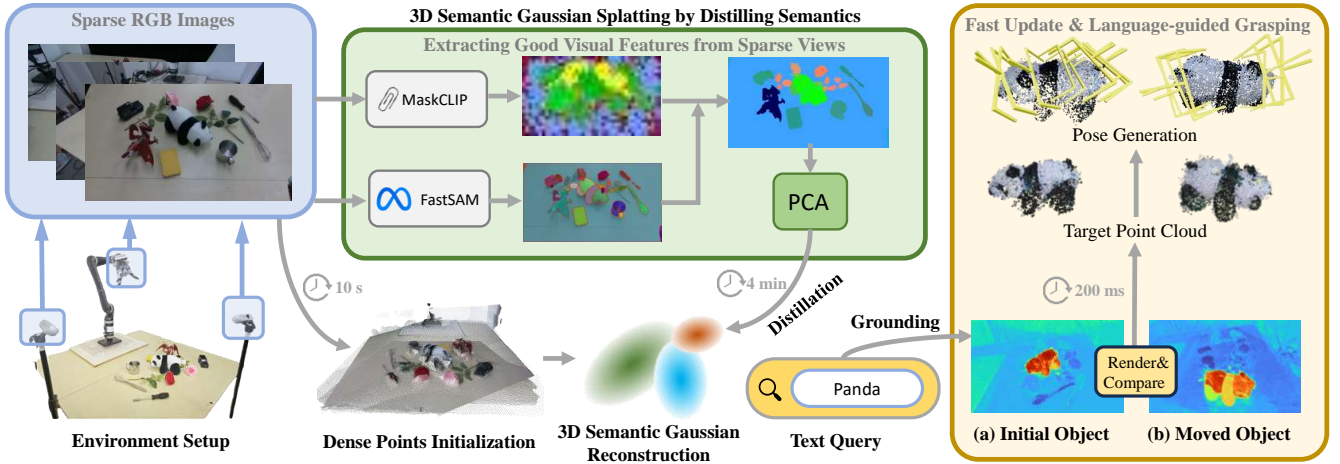 3D Semantic Gaussian Splatting by Distilling Semantics
Sparse RGB Images
Extracting Good Visual Features from Sparse Views
Fast Update & Language-guided Grasping
MaskCLIP
FastSAM
PCA
Pose Generation
Target Point Cloud
10 s
4 min
200 ms
Distillation
Grounding
Panda
Render&
Compare
Environment Setup
Dense Points Initialization
3D Semantic Gaussian
Reconstruction
Text Query
(a) Initial Object
(b) Moved Object